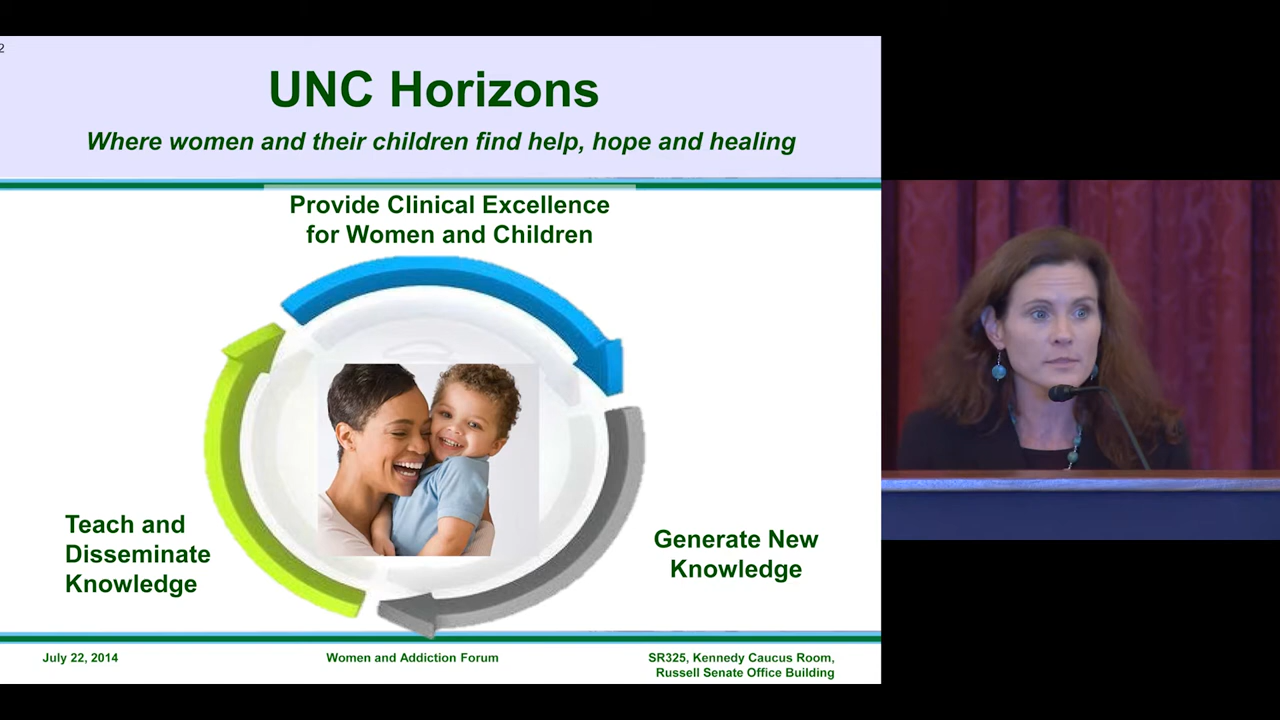 2
UNC Horizons
Where women and their children find help, hope and healing
Provide Clinical Excellence
for Women and Children
Teach and
Disseminate
Knowledge
Generate New
Knowledge
July 22, 2014
Women and Addiction Forum
SR325, Kennedy Caucus Room,
Russell Senate Office Building